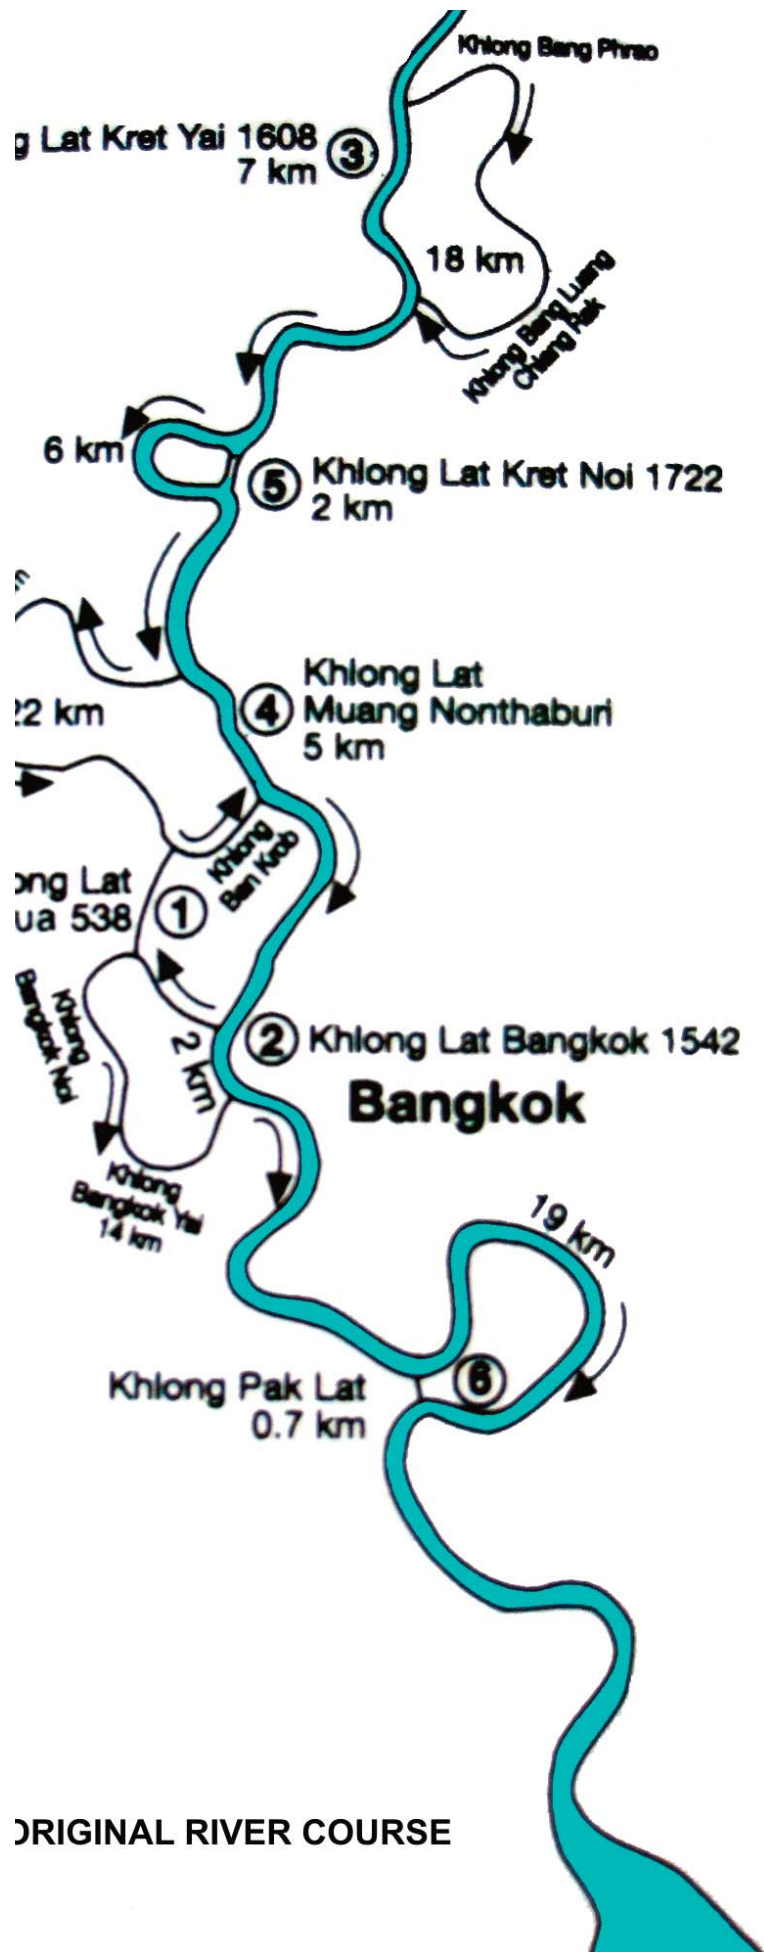 Khlong Bang Phrao
g Lat Kret Yai 1608
7 km
3
18 km
Khlong Bang Luang
Chiang Rak
6 km
5
Khlong Lat Kret Noi 1722
2 km
4
Khlong Lat
Muang Nonthaburi
5 km
22 km
Khlong
Ban Krob
ong Lat
ua 538
1
Khlong
Bangkok Noi
2 km
2
Khlong Lat Bangkok 1542
Bangkok
Khlong
Bangkok Yai
14 km
19 km
6
Khlong Pak Lat
0.7 km
ORIGINAL RIVER COURSE